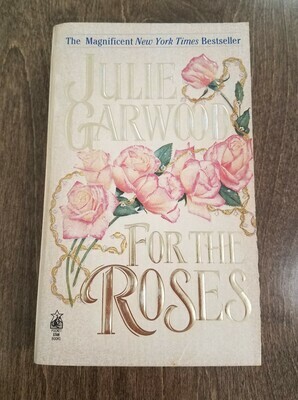 The Magnificent New York Times Bestseller
JULIE
GARWOOD
FOR THE
ROSES